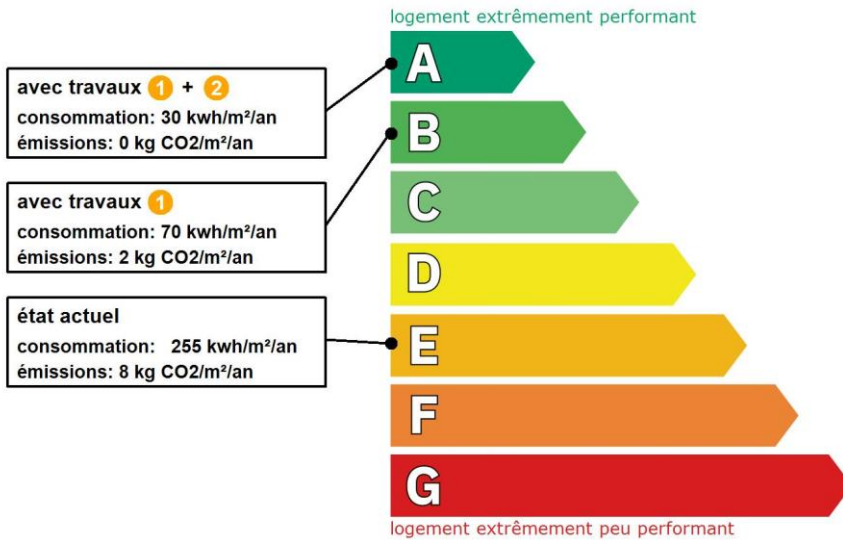 logement extrêmement performant
A
avec travaux 1 + 2
consommation: 30 kwh/m²/an
émissions: 0 kg CO2/m²/an
B
avec travaux 1
consommation: 70 kwh/m²/an
émissions: 2 kg CO2/m²/an
C
D
état actuel
consommation: 255 kwh/m²/an
émissions: 8 kg CO2/m²/an
E
F
G
logement extrêmement peu performant